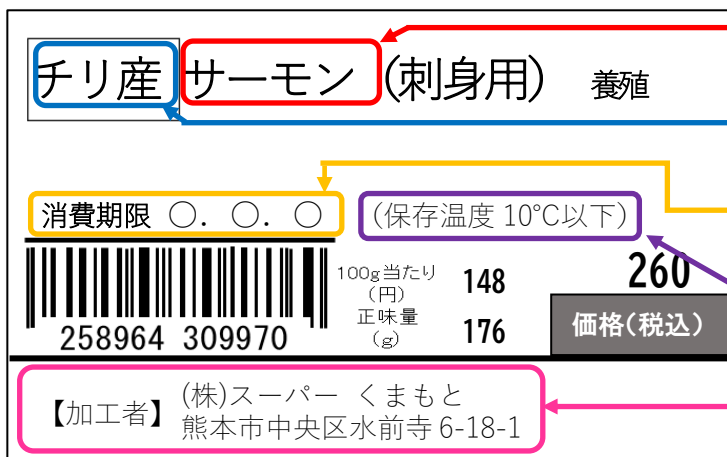 チリ産 サーモン (刺身用) 養殖
消費期限 ○. ○. ○ (保存温度 10℃以下)
100g当たり(円) 148
260
正味量(g) 176
価格(税込)
258964 309970
【加工者】(株)スーパー くまもと
熊本市中央区水前寺 6-18-1